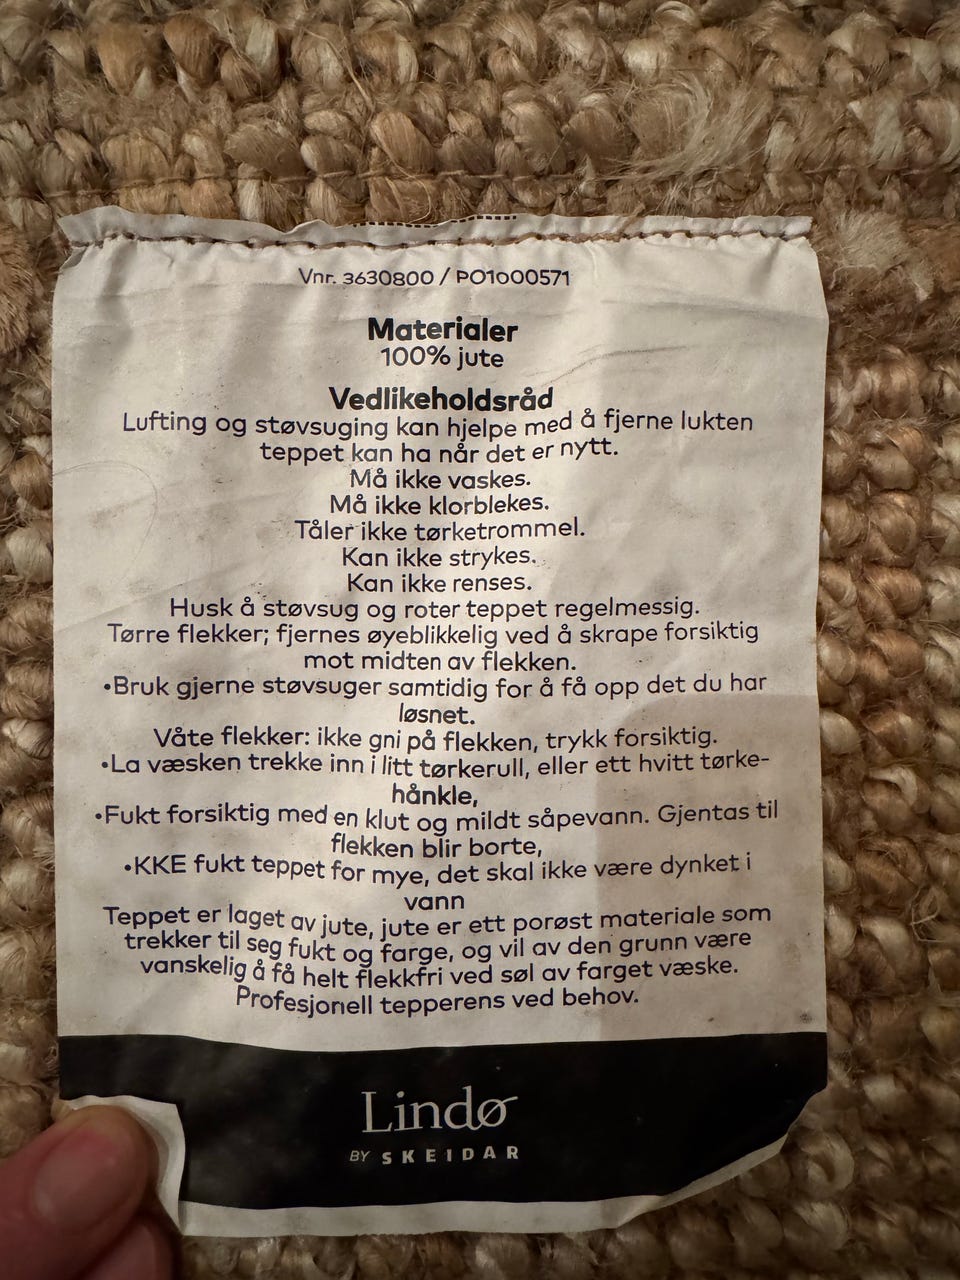 Vnr. 3630800 / PO1000571
Materialer
100% jute
Vedlikeholdsråd
Lufting og støvsuging kan hjelpe med å fjerne lukten
teppet kan ha når det er nytt.
Må ikke vaskes.
Må ikke klorblekes.
Tåler ikke tørketrommel.
Kan ikke strykes.
Kan ikke renses.
Husk å støvsug og roter teppet regelmessig.
Tørre flekker; fjernes øyeblikkelig ved å skrape forsiktig
mot midten av flekken.
•Bruk gjerne støvsuger samtidig for å få opp det du har
løsnet.
Våte flekker: ikke gni på flekken, trykk forsiktig.
•La væsken trekke inn i litt tørkerull, eller ett hvitt tørke-
hånkle,
•Fukt forsiktig med en klut og mildt såpevann. Gjentas til
flekken blir borte,
•KKE fukt teppet for mye, det skal ikke være dynket i
vann
Teppet er laget av jute, jute er ett porøst materiale som
trekker til seg fukt og farge, og vil av den grunn være
vanskelig å få helt flekkfri ved søl av farget væske.
Profesjonell tepperens ved behov.
Lindø
BY SKEIDAR